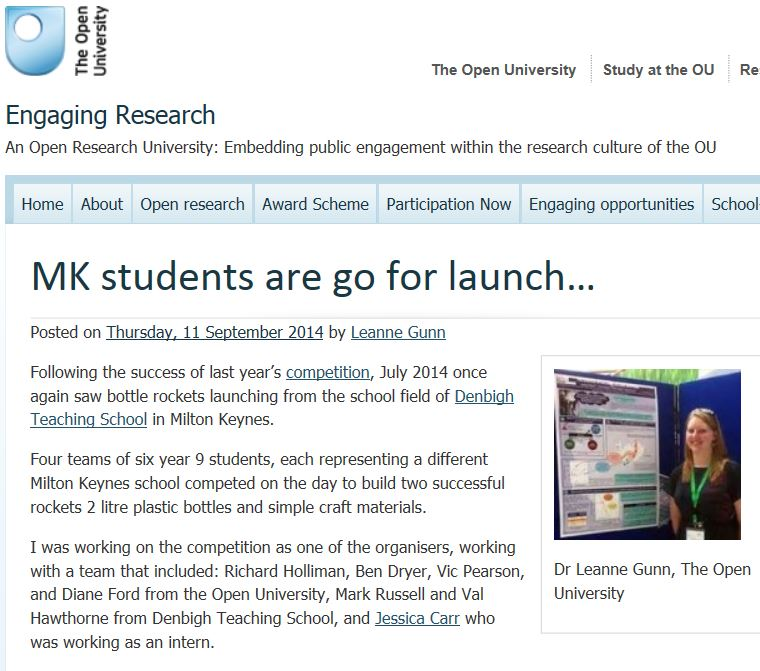 The Open
University
The Open University
Study at the OU
Re
Engaging Research
An Open Research University: Embedding public engagement within the research culture of the OU
Home About Open research Award Scheme Participation Now Engaging opportunities School-
MK students are go for launch...
Posted on Thursday, 11 September 2014 by Leanne Gunn
Following the success of last year's competition, July 2014 once
again saw bottle rockets launching from the school field of Denbigh
Teaching School in Milton Keynes.
Four teams of six year 9 students, each representing a different
Milton Keynes school competed on the day to build two successful
rockets 2 litre plastic bottles and simple craft materials.
I was working on the competition as one of the organisers, working
with a team that included: Richard Holliman, Ben Dryer, Vic Pearson,
and Diane Ford from the Open University, Mark Russell and Val
Hawthorne from Denbigh Teaching School, and Jessica Carr who
was working as an intern.
Dr Leanne Gunn, The Open
University